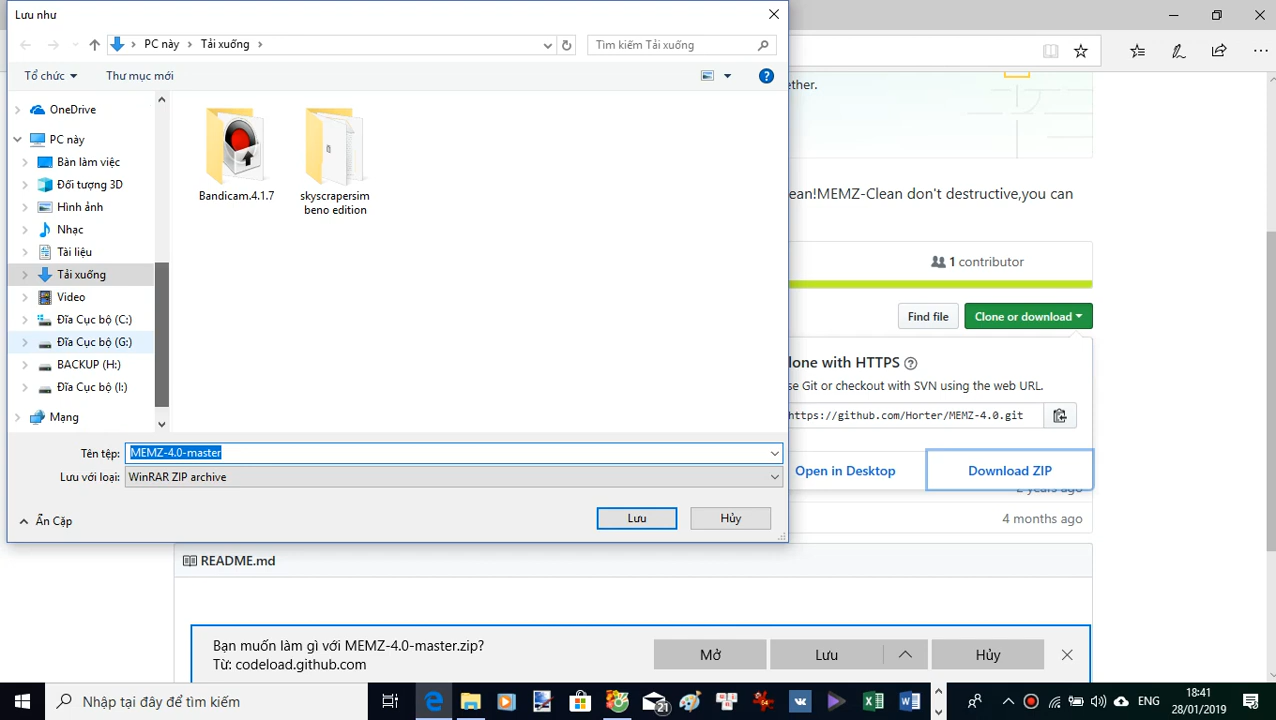 Lưu như
PC này
Tải xuống
Tìm kiếm Tải xuống
Tổ chức
Thư mục mới
OneDrive
PC này
Bàn làm việc
Đối tượng 3D
Hình ảnh
Nhạc
Tài liệu
Tải xuống
Video
Đĩa Cục bộ (C:)
Đĩa Cục bộ (G:)
BACKUP (H:)
Đĩa Cục bộ (I:)
Mạng
Bandicam.4.1.7
skyscrapersim
beno edition
Tên tệp:
MEMZ-4.0-master
Lưu với loại:
WinRAR ZIP archive
Ẩn Cặp
Lưu
Hủy
ther.
ean!MEMZ-Clean don't destructive,you can
1 contributor
Find file
Clone or download
lone with HTTPS
se Git or checkout with SVN using the web URL.
https://github.com/Horter/MEMZ-4.0.git
Open in Desktop
Download ZIP
2 years ago
4 months ago
README.md
Bạn muốn làm gì với MEMZ-4.0-master.zip?
Từ: codeload.github.com
Mở
Lưu
Hủy
Nhập tại đây để tìm kiếm
21
64
ENG
18:41
28/01/2019